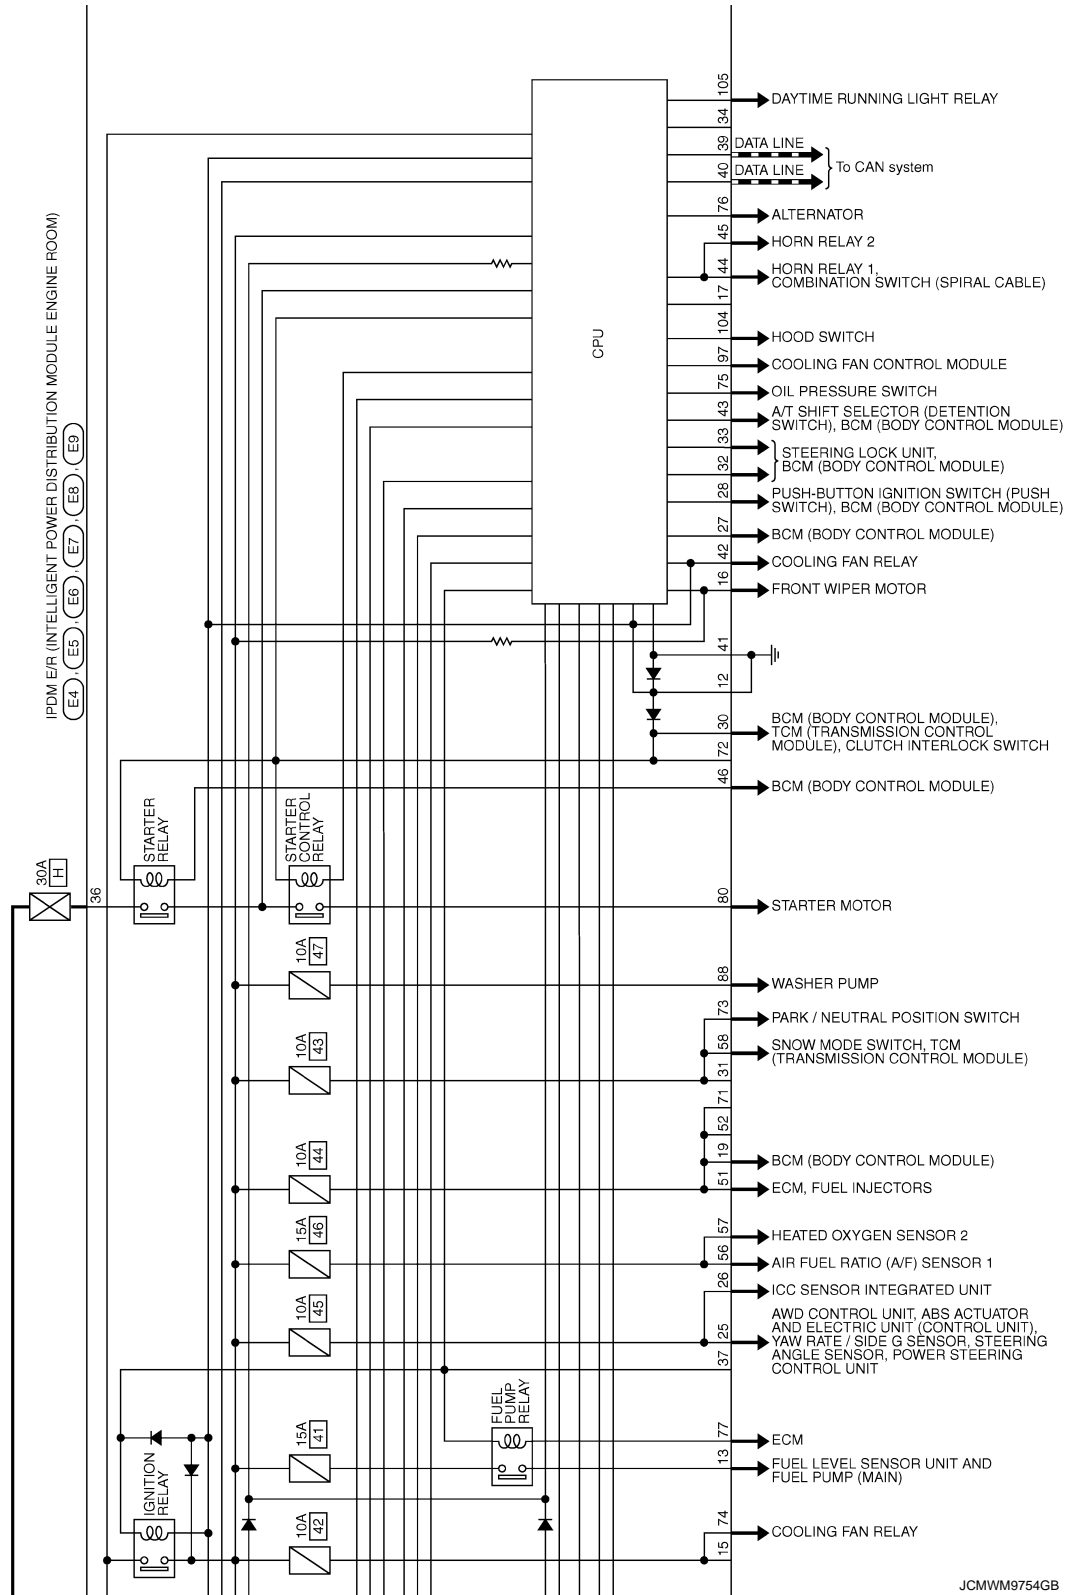 105
DAYTIME RUNNING LIGHT RELAY
34
39
DATA LINE
To CAN system
40
DATA LINE
76
ALTERNATOR
45
HORN RELAY 2
44
HORN RELAY 1,
COMBINATION SWITCH (SPIRAL CABLE)
17
104
HOOD SWITCH
97
COOLING FAN CONTROL MODULE
75
OIL PRESSURE SWITCH
43
A/T SHIFT SELECTOR (DETENTION
SWITCH), BCM (BODY CONTROL MODULE)
33
32
STEERING LOCK UNIT,
BCM (BODY CONTROL MODULE)
28
PUSH-BUTTON IGNITION SWITCH (PUSH
SWITCH), BCM (BODY CONTROL MODULE)
27
BCM (BODY CONTROL MODULE)
42
COOLING FAN RELAY
16
FRONT WIPER MOTOR
CPU
IPDM E/R (INTELLIGENT POWER DISTRIBUTION MODULE ENGINE ROOM)
E4 , E5 , E6 , E7 , E8 , E9
41
12
30
BCM (BODY CONTROL MODULE),
TCM (TRANSMISSION CONTROL
MODULE), CLUTCH INTERLOCK SWITCH
72
46
BCM (BODY CONTROL MODULE)
STARTER
RELAY
STARTER
CONTROL
RELAY
30A
H
36
80
STARTER MOTOR
10A
47
88
WASHER PUMP
73
PARK / NEUTRAL POSITION SWITCH
10A
43
58
SNOW MODE SWITCH, TCM
(TRANSMISSION CONTROL MODULE)
31
71
52
19
BCM (BODY CONTROL MODULE)
10A
44
51
ECM, FUEL INJECTORS
57
HEATED OXYGEN SENSOR 2
15A
46
56
AIR FUEL RATIO (A/F) SENSOR 1
26
ICC SENSOR INTEGRATED UNIT
10A
45
25
AWD CONTROL UNIT, ABS ACTUATOR
AND ELECTRIC UNIT (CONTROL UNIT),
YAW RATE / SIDE G SENSOR, STEERING
ANGLE SENSOR, POWER STEERING
CONTROL UNIT
37
FUEL
PUMP
RELAY
77
ECM
15A
41
13
FUEL LEVEL SENSOR UNIT AND
FUEL PUMP (MAIN)
IGNITION
RELAY
10A
42
74
COOLING FAN RELAY
15
JCMWM9754GB